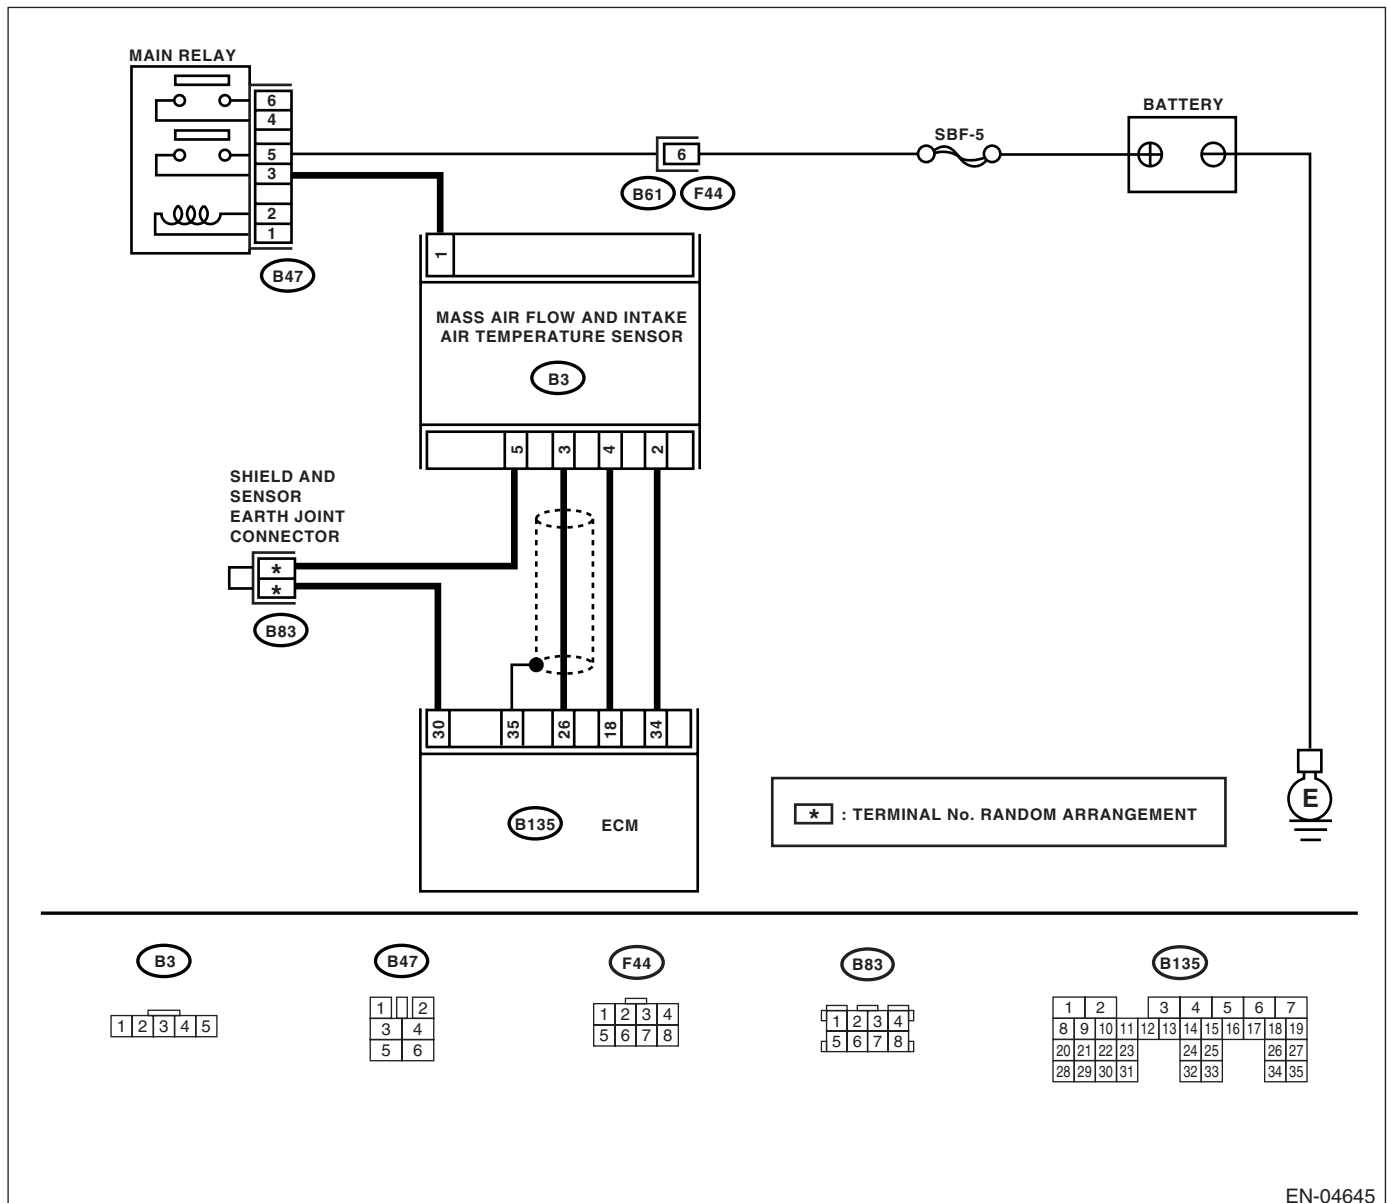 MAIN RELAY
6
4
5
3
2
1
B47
6
B61 F44
SBF-5
BATTERY
1
MASS AIR FLOW AND INTAKE
AIR TEMPERATURE SENSOR
B3
5 3 4 2
SHIELD AND
SENSOR
EARTH JOINT
CONNECTOR
*
*
B83
30 35 26 18 34
B135 ECM
* : TERMINAL No. RANDOM ARRANGEMENT
E
B3
1 2 3 4 5
B47
1 2
3 4
5 6
F44
1 2 3 4
5 6 7 8
B83
1 2 3 4
5 6 7 8
B135
1 2 3 4 5 6 7
8 9 10 11 12 13 14 15 16 17 18 19
20 21 22 23 24 25 26 27
28 29 30 31 32 33 34 35
EN-04645